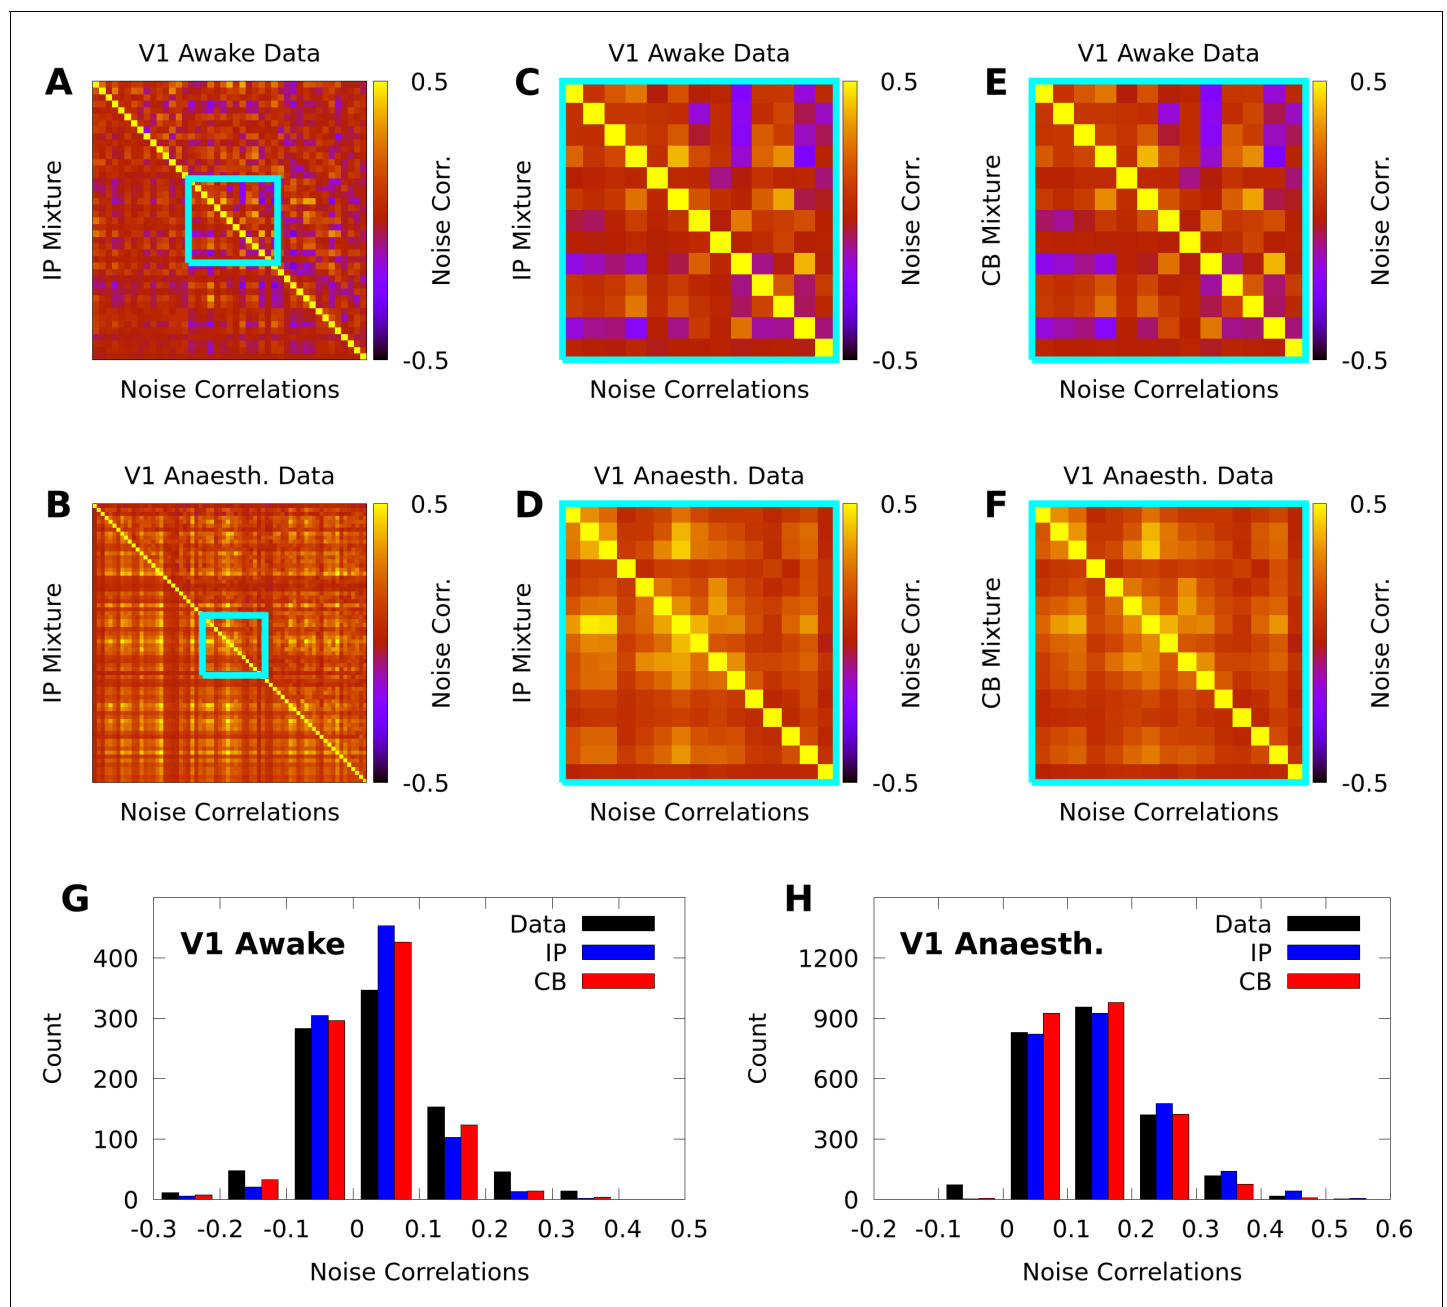 V1 Awake Data
A
0.5
IP Mixture
Noise Corr.
-0.5
Noise Correlations
V1 Awake Data
C
0.5
IP Mixture
Noise Corr.
-0.5
Noise Correlations
V1 Awake Data
E
0.5
CB Mixture
Noise Corr.
-0.5
Noise Correlations
V1 Anaesth. Data
B
0.5
IP Mixture
Noise Corr.
-0.5
Noise Correlations
V1 Anaesth. Data
D
0.5
IP Mixture
Noise Corr.
-0.5
Noise Correlations
V1 Anaesth. Data
F
0.5
CB Mixture
Noise Corr.
-0.5
Noise Correlations
G
V1 Awake
Data
IP
CB
Count
400
300
200
100
0
-0.3 -0.2 -0.1 0 0.1 0.2 0.3 0.4 0.5
Noise Correlations
H
V1 Anaesth.
Data
IP
CB
Count
1200
900
600
300
0
-0.2 -0.1 0 0.1 0.2 0.3 0.4 0.5 0.6
Noise Correlations